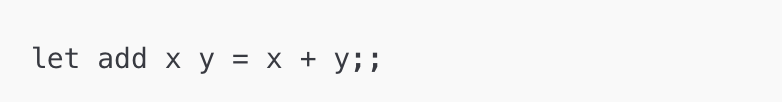 let add x y = x + y;;